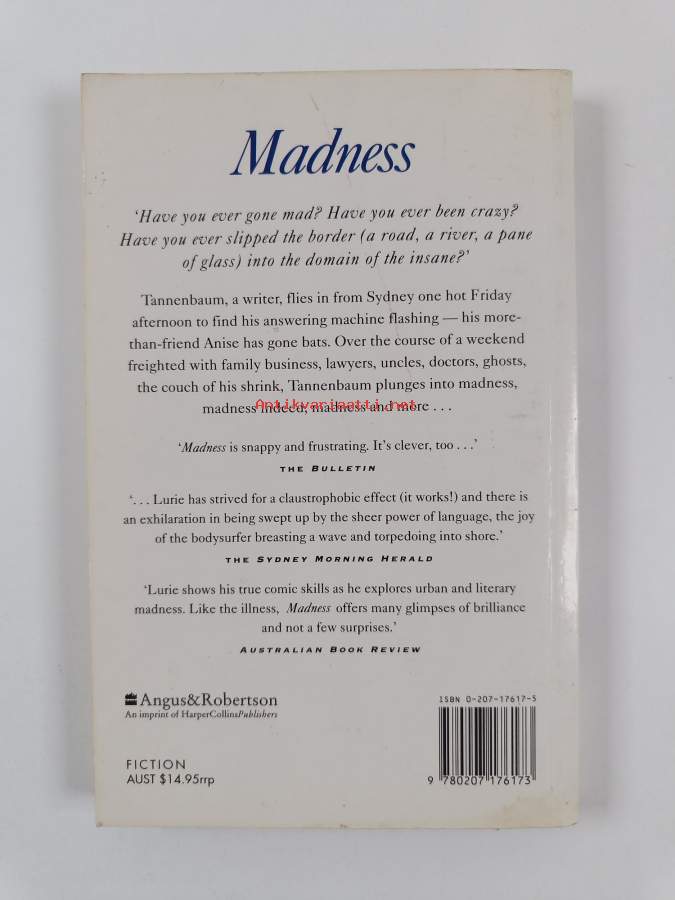 Madness
‘Have you ever gone mad? Have you ever been crazy?
Have you ever slipped the border (a road, a river, a pane
of glass) into the domain of the insane?’
Tannenbaum, a writer, flies in from Sydney one hot Friday
afternoon to find his answering machine flashing — his more-
than-friend Anise has gone bats. Over the course of a weekend
freighted with family business, lawyers, uncles, doctors, ghosts,
the couch of his shrink, Tannenbaum plunges into madness,
madness indeed, madness and more . . .
Antikvariaatti.net
‘Madness is snappy and frustrating. It’s clever, too . . .’
THE BULLETIN
‘. . . Lurie has strived for a claustrophobic effect (it works!) and there is
an exhilaration in being swept up by the sheer power of language, the joy
of the bodysurfer breasting a wave and torpedoing into shore.’
THE SYDNEY MORNING HERALD
‘Lurie shows his true comic skills as he explores urban and literary
madness. Like the illness, Madness offers many glimpses of brilliance
and not a few surprises.’
AUSTRALIAN BOOK REVIEW
Angus&Robertson
An imprint of HarperCollinsPublishers
FICTION
AUST $14.95rrp
ISBN 0-207-17617-5
9 780207 176173